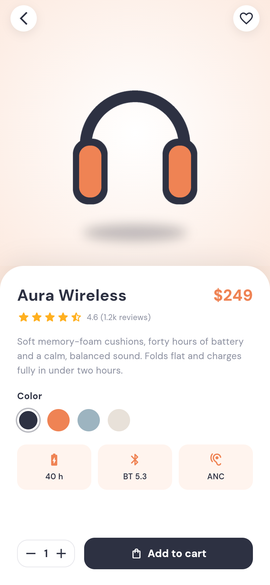 Aura Wireless
$249
4.6 (1.2k reviews)
Soft memory-foam cushions, forty hours of battery
and a calm, balanced sound. Folds flat and charges
fully in under two hours.
Color
40 h
BT 5.3
ANC
1
Add to cart